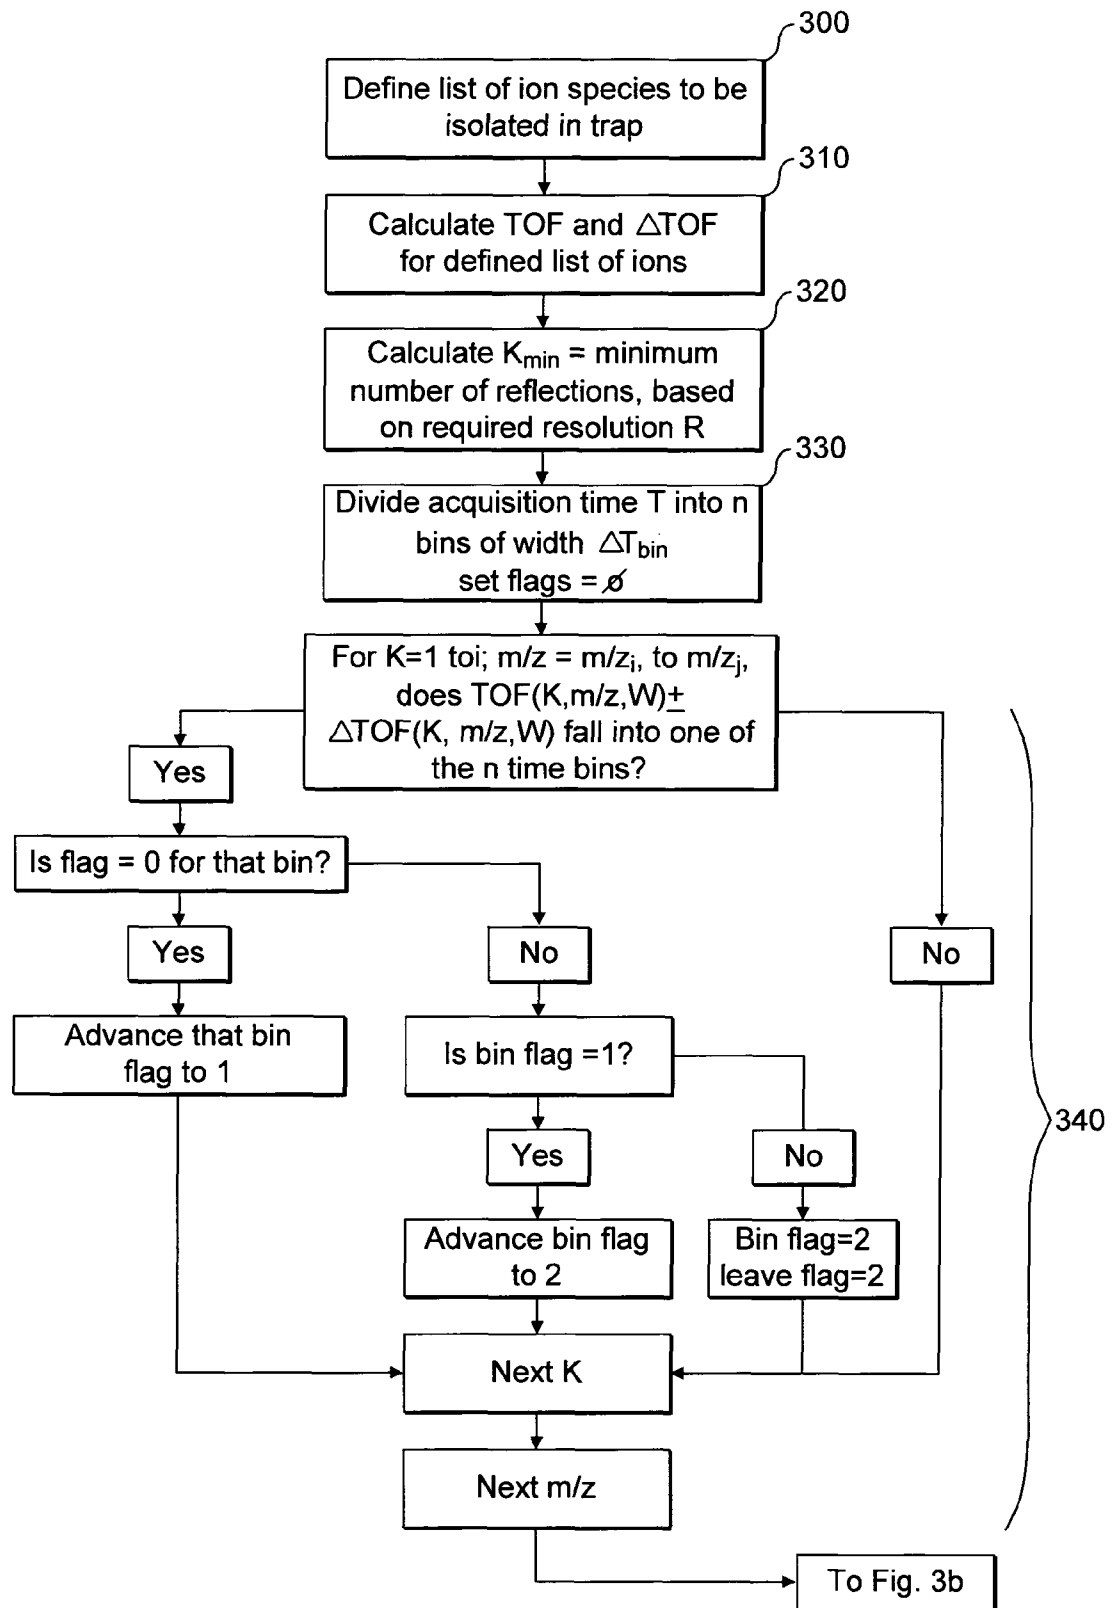 300
Define list of ion species to be
isolated in trap
310
Calculate TOF and △TOF
for defined list of ions
320
Calculate Kmin = minimum
number of reflections, based
on required resolution R
330
Divide acquisition time T into n
bins of width △Tbin
set flags = ø
For K=1 toi; m/z = m/zi, to m/zj,
does TOF(K,m/z,W)±
△TOF(K, m/z,W) fall into one of
the n time bins?
Yes
Is flag = 0 for that bin?
Yes
No
No
Advance that bin
flag to 1
Is bin flag =1?
340
Yes
No
Advance bin flag
to 2
Bin flag=2
leave flag=2
Next K
Next m/z
To Fig. 3b